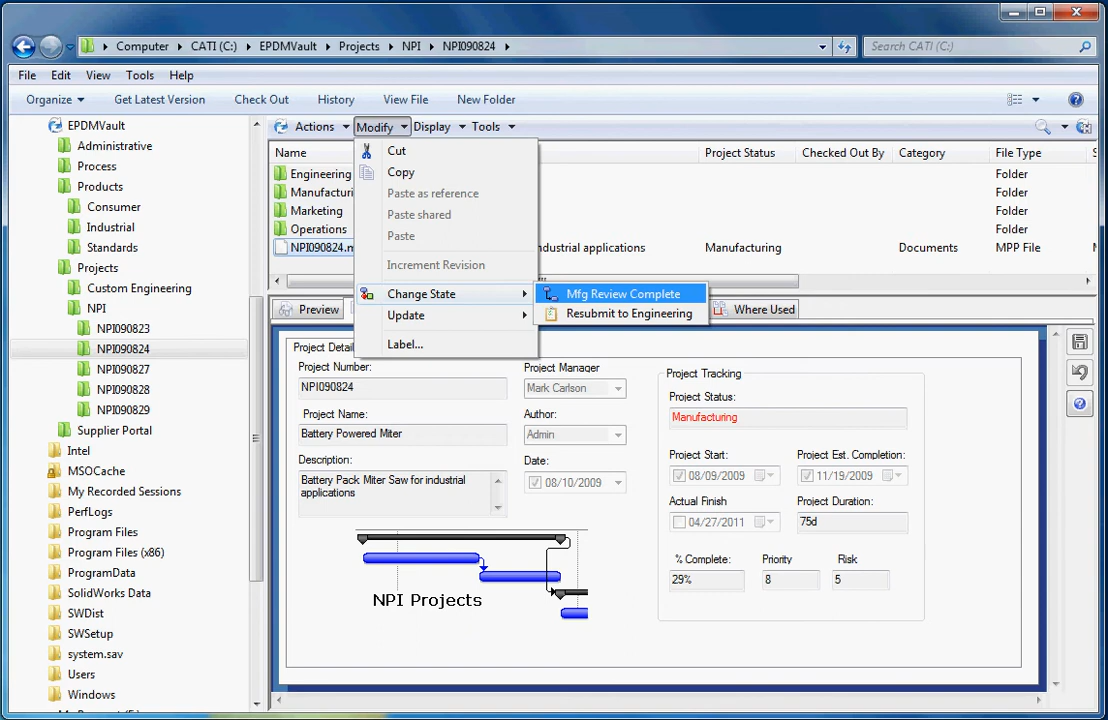 Computer ▸ CATI (C:) ▸ EPDMVault ▸ Projects ▸ NPI ▸ NPI090824 ▸
Search CATI (C:)
File Edit View Tools Help
Organize Get Latest Version Check Out History View File New Folder
EPDMVault
Administrative
Process
Products
Consumer
Industrial
Standards
Projects
Custom Engineering
NPI
NPI090823
NPI090824
NPI090827
NPI090828
NPI090829
Supplier Portal
Intel
MSOCache
My Recorded Sessions
PerfLogs
Program Files
Program Files (x86)
ProgramData
SolidWorks Data
SWDist
SWSetup
system.sav
Users
Windows
Actions Modify Display Tools
Name Project Status Checked Out By Category File Type
Engineering Folder
Manufacturi Folder
Marketing Folder
Operations Folder
NPI090824.m ndustrial applications Manufacturing Documents MPP File
Cut
Copy
Paste as reference
Paste shared
Paste
Increment Revision
Change State
Update
Label...
Mfg Review Complete
Resubmit to Engineering
Preview Where Used
Project Detail
Project Number:
NPI090824
Project Name:
Battery Powered Miter
Description:
Battery Pack Miter Saw for industrial
applications
Project Manager
Mark Carlson
Author:
Admin
Date:
08/10/2009
NPI Projects
Project Tracking
Project Status:
Manufacturing
Project Start: Project Est. Completion:
08/09/2009 11/19/2009
Actual Finish Project Duration:
04/27/2011 75d
% Complete: Priority Risk
29% 8 5